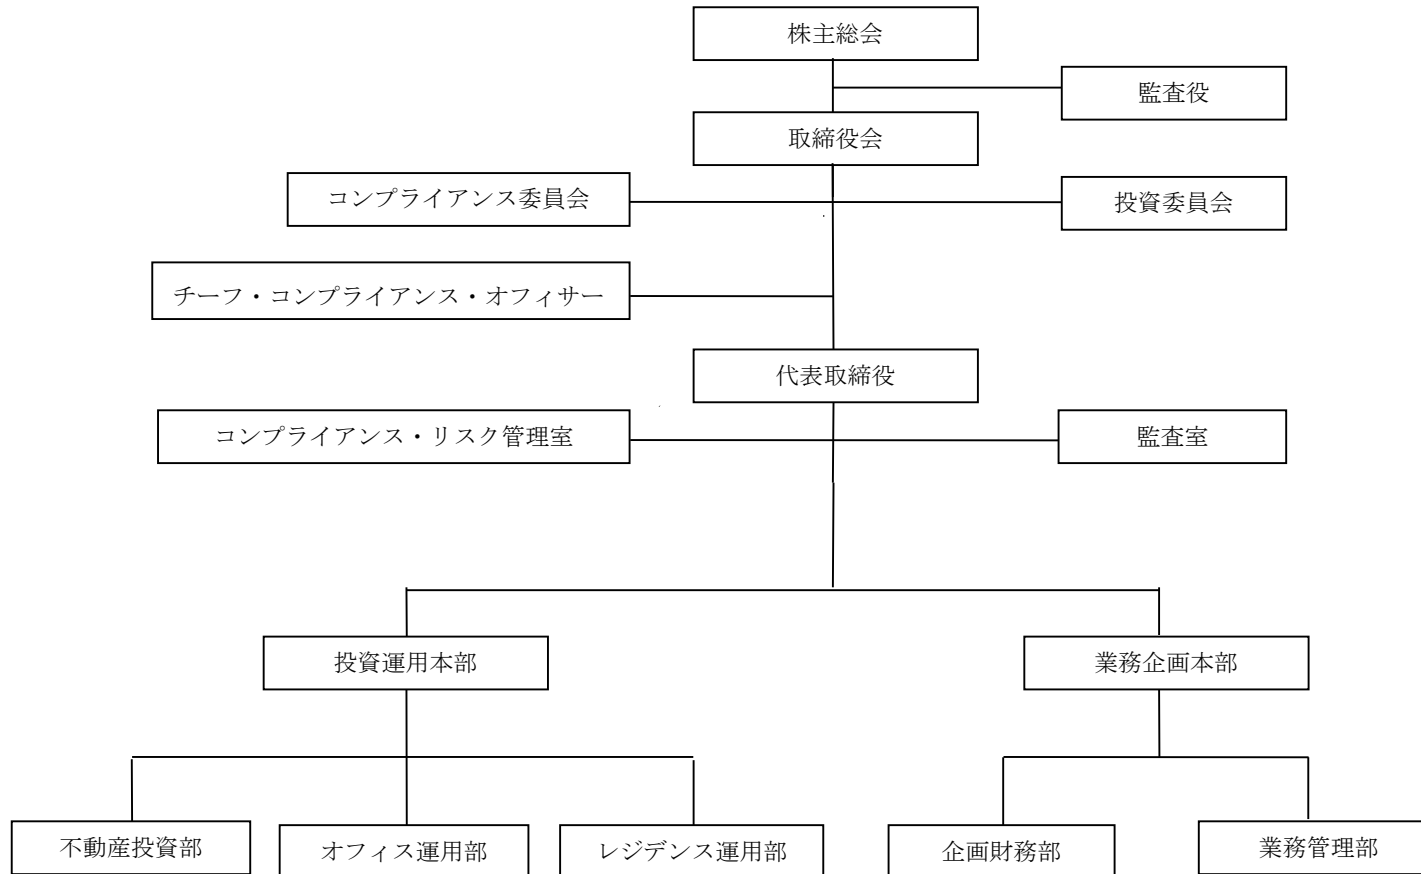 株主総会
監査役
取締役会
コンプライアンス委員会
投資委員会
チーフ・コンプライアンス・オフィサー
代表取締役
コンプライアンス・リスク管理室
監査室
投資運用本部
業務企画本部
不動産投資部
オフィス運用部
レジデンス運用部
企画財務部
業務管理部